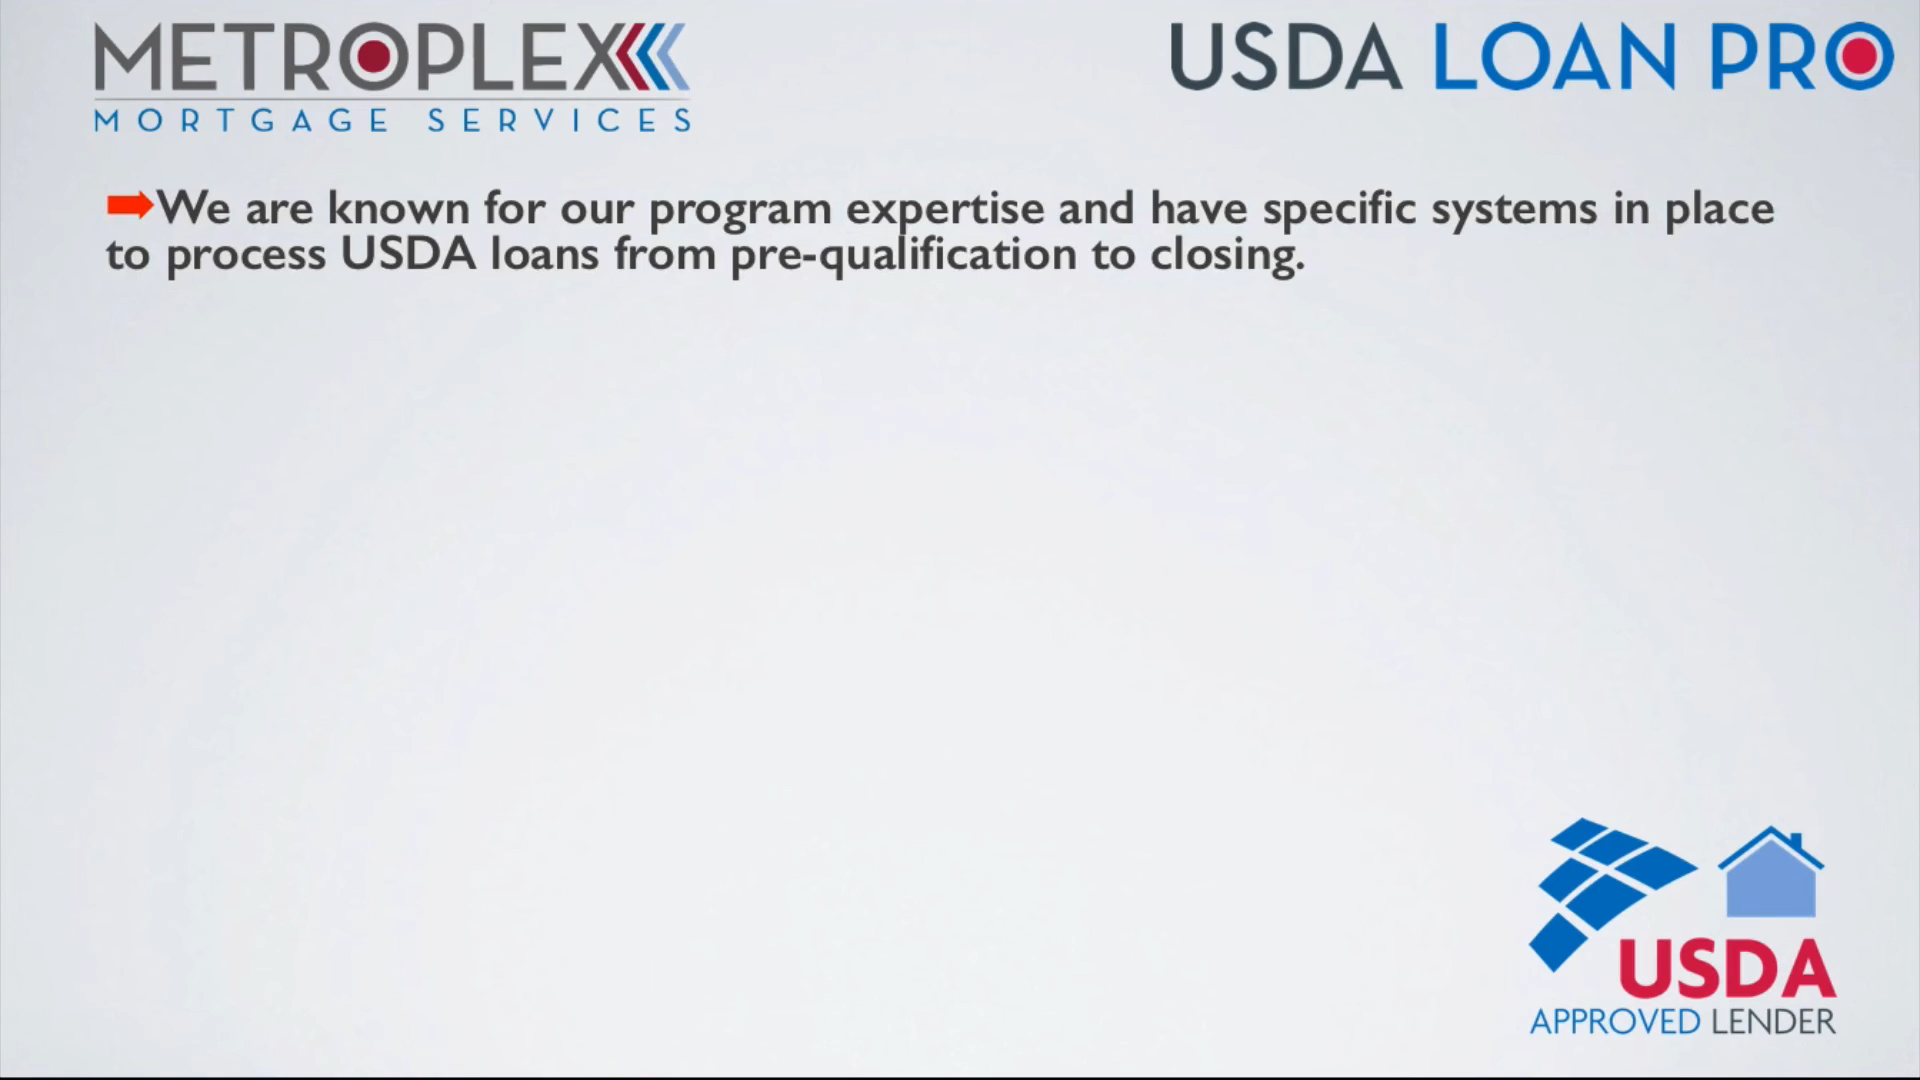 METROPLEX
MORTGAGE SERVICES
USDA LOAN PRO
We are known for our program expertise and have specific systems in place
to process USDA loans from pre-qualification to closing.
USDA
APPROVED LENDER